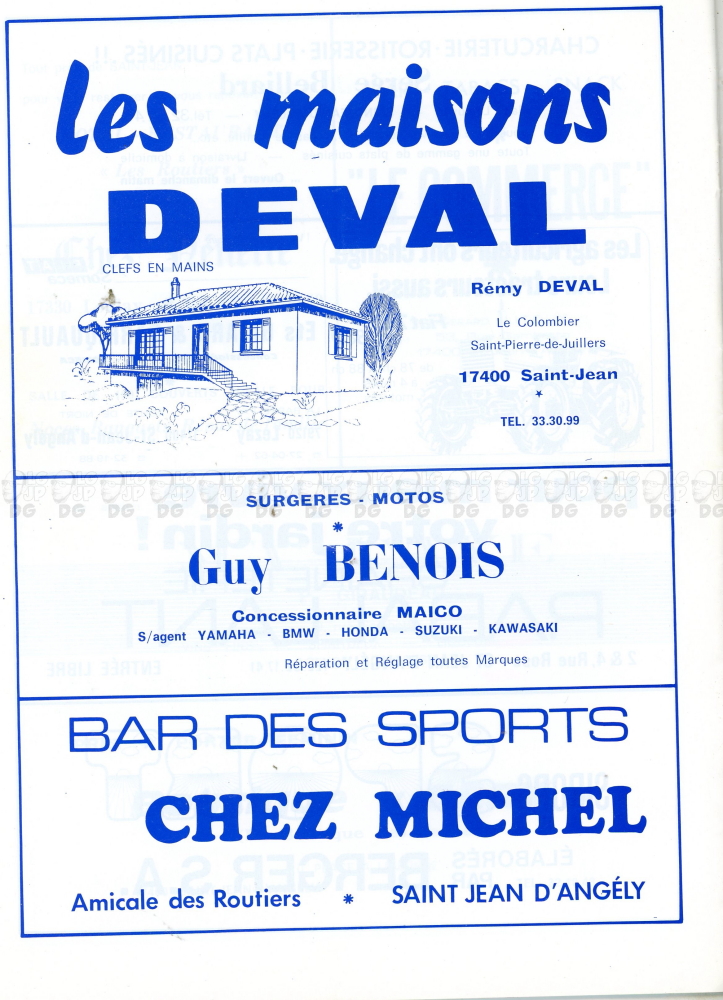 les maisons
DEVAL
CLEFS EN MAINS
Rémy DEVAL
Le Colombier
Saint-Pierre-de-Juillers
17400 Saint-Jean
*
TEL. 33.30.99
SURGERES - MOTOS
*
Guy BENOIS
Concessionnaire MAICO
S/agent YAMAHA - BMW - HONDA - SUZUKI - KAWASAKI
Réparation et Réglage toutes Marques
BAR DES SPORTS
CHEZ MICHEL
Amicale des Routiers * SAINT JEAN D'ANGÉLY